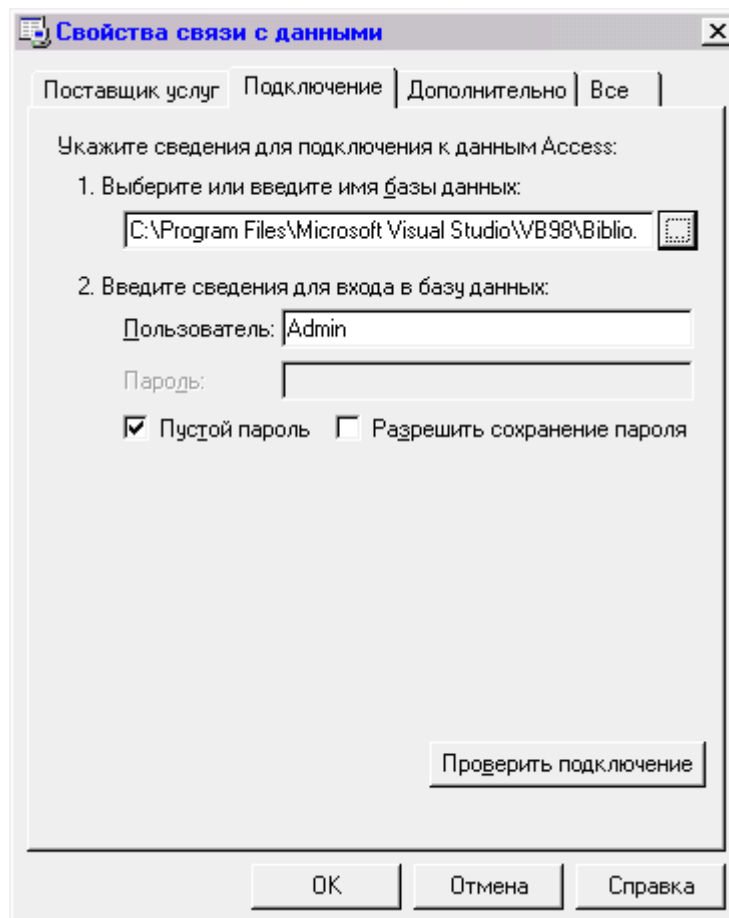 Свойства связи с данными
Поставщик услуг Подключение Дополнительно Все
Укажите сведения для подключения к данным Access:
1. Выберите или введите имя базы данных:
C:\Program Files\Microsoft Visual Studio\VB98\Biblio. ...
2. Введите сведения для входа в базу данных:
Пользователь: Admin
Пароль:
Пустой пароль Разрешить сохранение пароля
Проверить подключение
OK Отмена Справка